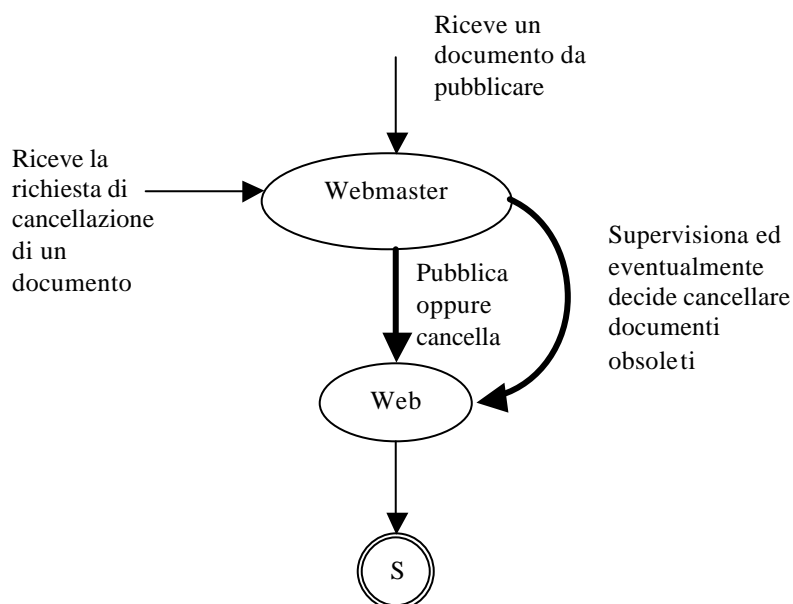 Riceve un
documento da
pubblicare
Riceve la
richiesta di
cancellazione
di un
documento
Webmaster
Supervisiona ed
eventualmente
decide cancellare
documenti
obsoleti
Pubblica
oppure
cancella
Web
S